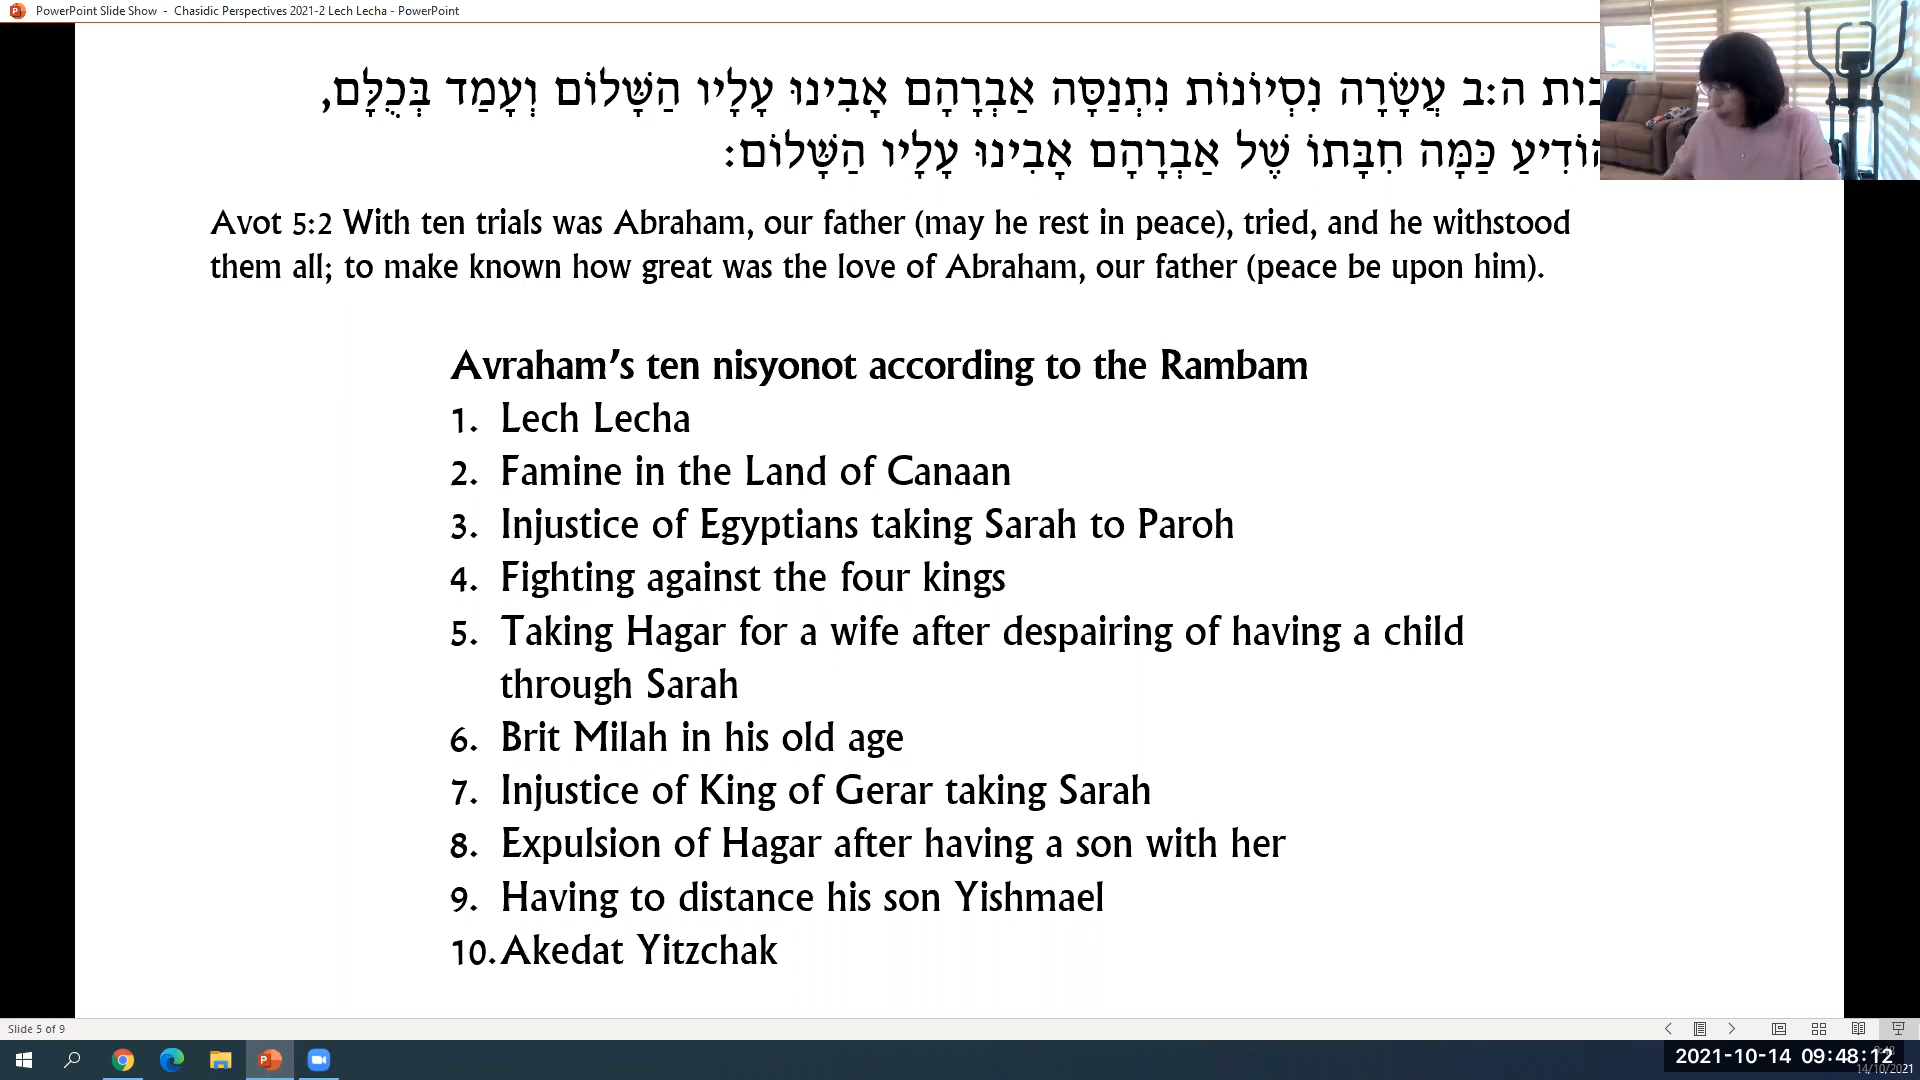 PowerPoint Slide Show - Chasidic Perspectives 2021-2 Lech Lecha - PowerPoint
ה:ב עֲשָׂרָה נִסְיוֹנוֹת נִתְנַסָּה אַבְרָהָם אָבִינוּ עָלָיו הַשָּׁלוֹם וְעָמַד בְּכֻלָּם,
כַּמָּה חִבָּתוֹ שֶׁל אַבְרָהָם אָבִינוּ עָלָיו הַשָּׁלוֹם:
Avot 5:2 With ten trials was Abraham, our father (may he rest in peace), tried, and he withstood
them all; to make known how great was the love of Abraham, our father (peace be upon him).
Avraham’s ten nisyonot according to the Rambam
1. Lech Lecha
2. Famine in the Land of Canaan
3. Injustice of Egyptians taking Sarah to Paroh
4. Fighting against the four kings
5. Taking Hagar for a wife after despairing of having a child
through Sarah
6. Brit Milah in his old age
7. Injustice of King of Gerar taking Sarah
8. Expulsion of Hagar after having a son with her
9. Having to distance his son Yishmael
10. Akedat Yitzchak
Slide 5 of 9
2021-10-14 09:48:12
14/10/2021